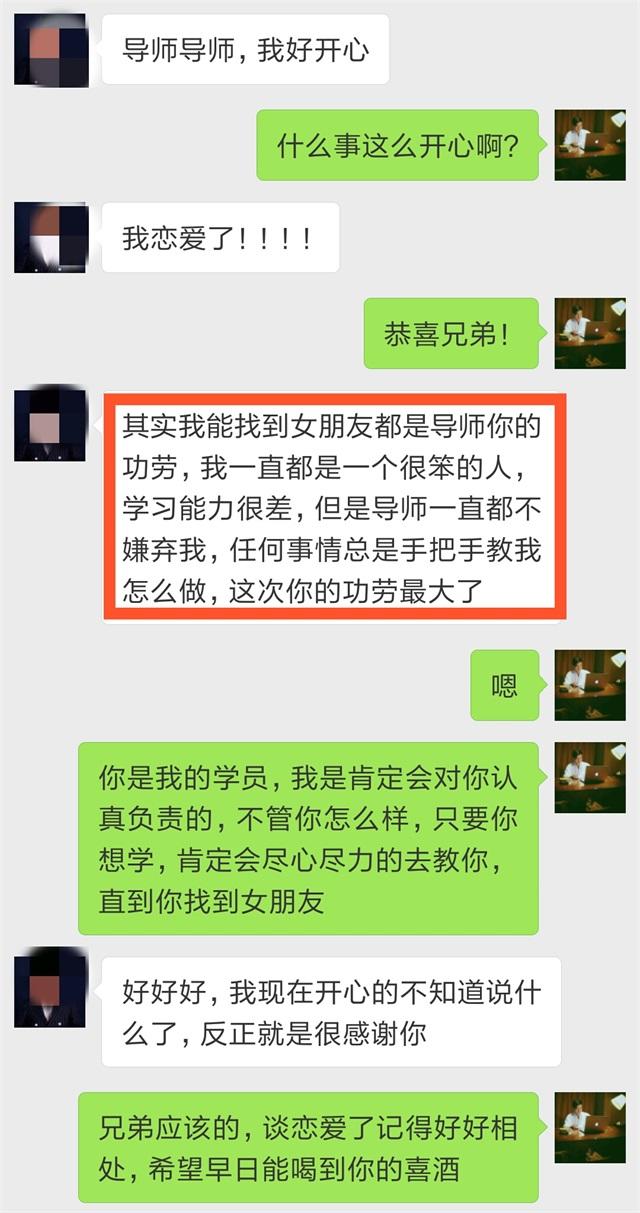 导师导师，我好开心
什么事这么开心啊？
我恋爱了！！！！
恭喜兄弟！
其实我能找到女朋友都是导师你的
功劳，我一直都是一个很笨的人，
学习能力很差，但是导师一直都不
嫌弃我，任何事情总是手把手教我
怎么做，这次你的功劳最大了
嗯
你是我的学员，我是肯定会对你认
真负责的，不管你怎么样，只要你
想学，肯定会尽心尽力的去教你，
直到你找到女朋友
好好好，我现在开心的不知道说什
么了，反正就是很感谢你
兄弟应该的，谈恋爱了记得好好相
处，希望早日能喝到你的喜酒